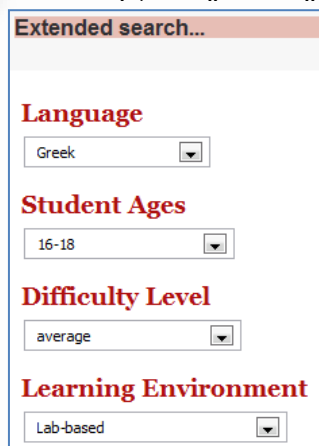 Extended search...
Language
Greek
Student Ages
16-18
Difficulty Level
average
Learning Environment
Lab-based